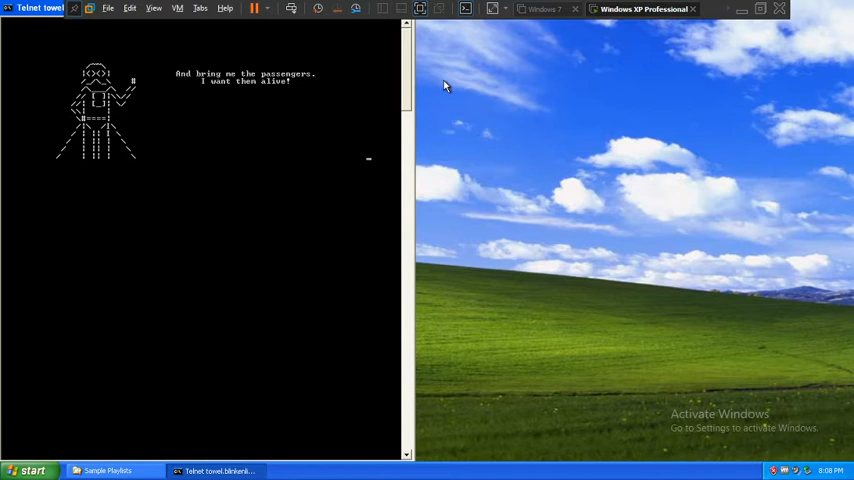 Telnet towel
File Edit View VM Tabs Help
Windows 7
Windows XP Professional
And bring me the passengers.
I want them alive!
Activate Windows
Go to Settings to activate Windows.
start
Sample Playlists
Telnet towel.blinkenli...
8:08 PM